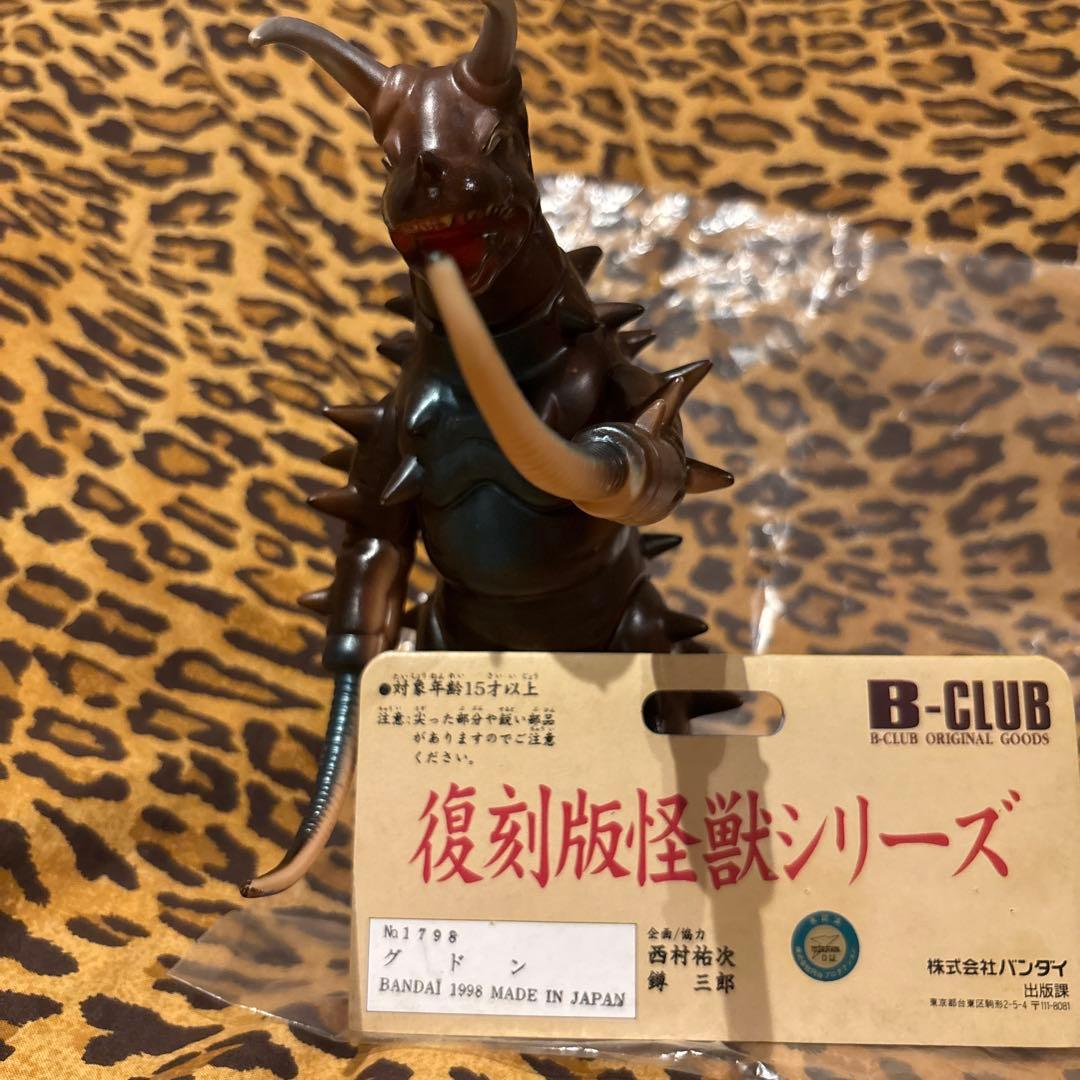 ●対象年齢15才以上
注意:尖った部分や鋭い部品
がありますのでご注意
ください。
B-CLUB
B-CLUB ORIGINAL GOODS
復刻版怪獣シリーズ
№1798
グドン
BANDAI 1998 MADE IN JAPAN
企画/協力
西村祐次
鐏 三郎
株式会社バンダイ
出版課
東京都台東区駒形2-5-4 〒111-8081